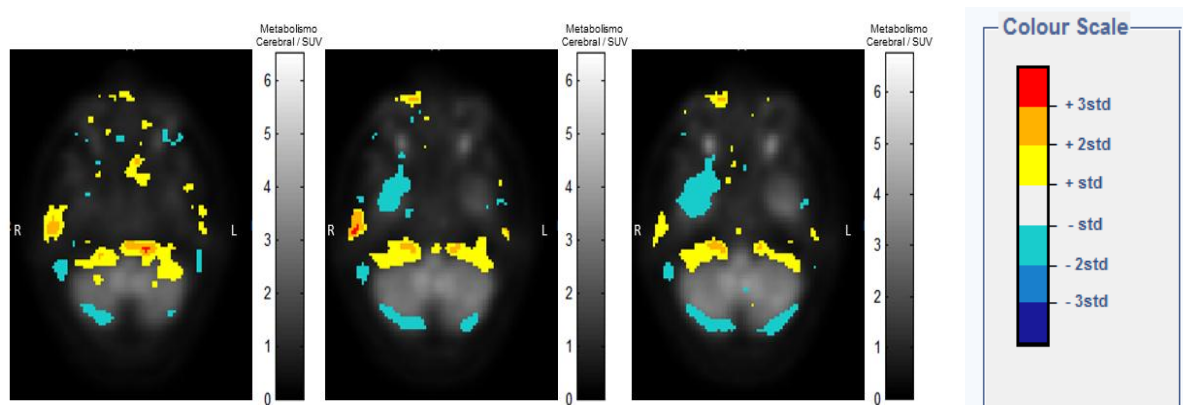 Metabolismo
Cerebral / SUV
6
5
4
3
2
1
0
R
L
Metabolismo
Cerebral / SUV
6
5
4
3
2
1
0
R
L
Metabolismo
Cerebral / SUV
6
5
4
3
2
1
0
R
L
Colour Scale
+ 3std
+ 2std
+ std
- std
- 2std
- 3std